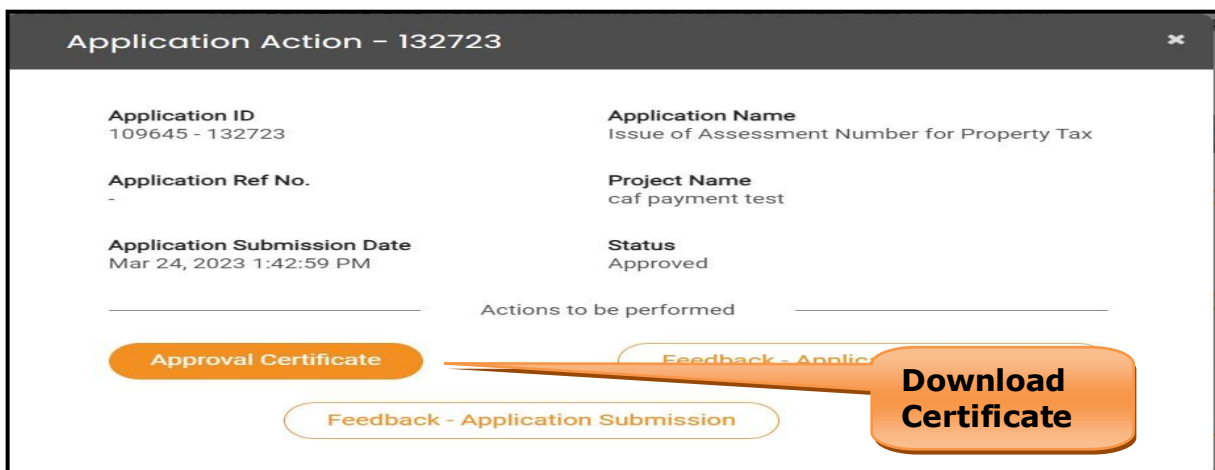 Application Action - 132723
Application ID
109645 - 132723
Application Name
Issue of Assessment Number for Property Tax
Application Ref No.
-
Project Name
caf payment test
Application Submission Date
Mar 24, 2023 1:42:59 PM
Status
Approved
Actions to be performed
Approval Certificate
Feedback -
Download
Certificate
Feedback - Application Submission